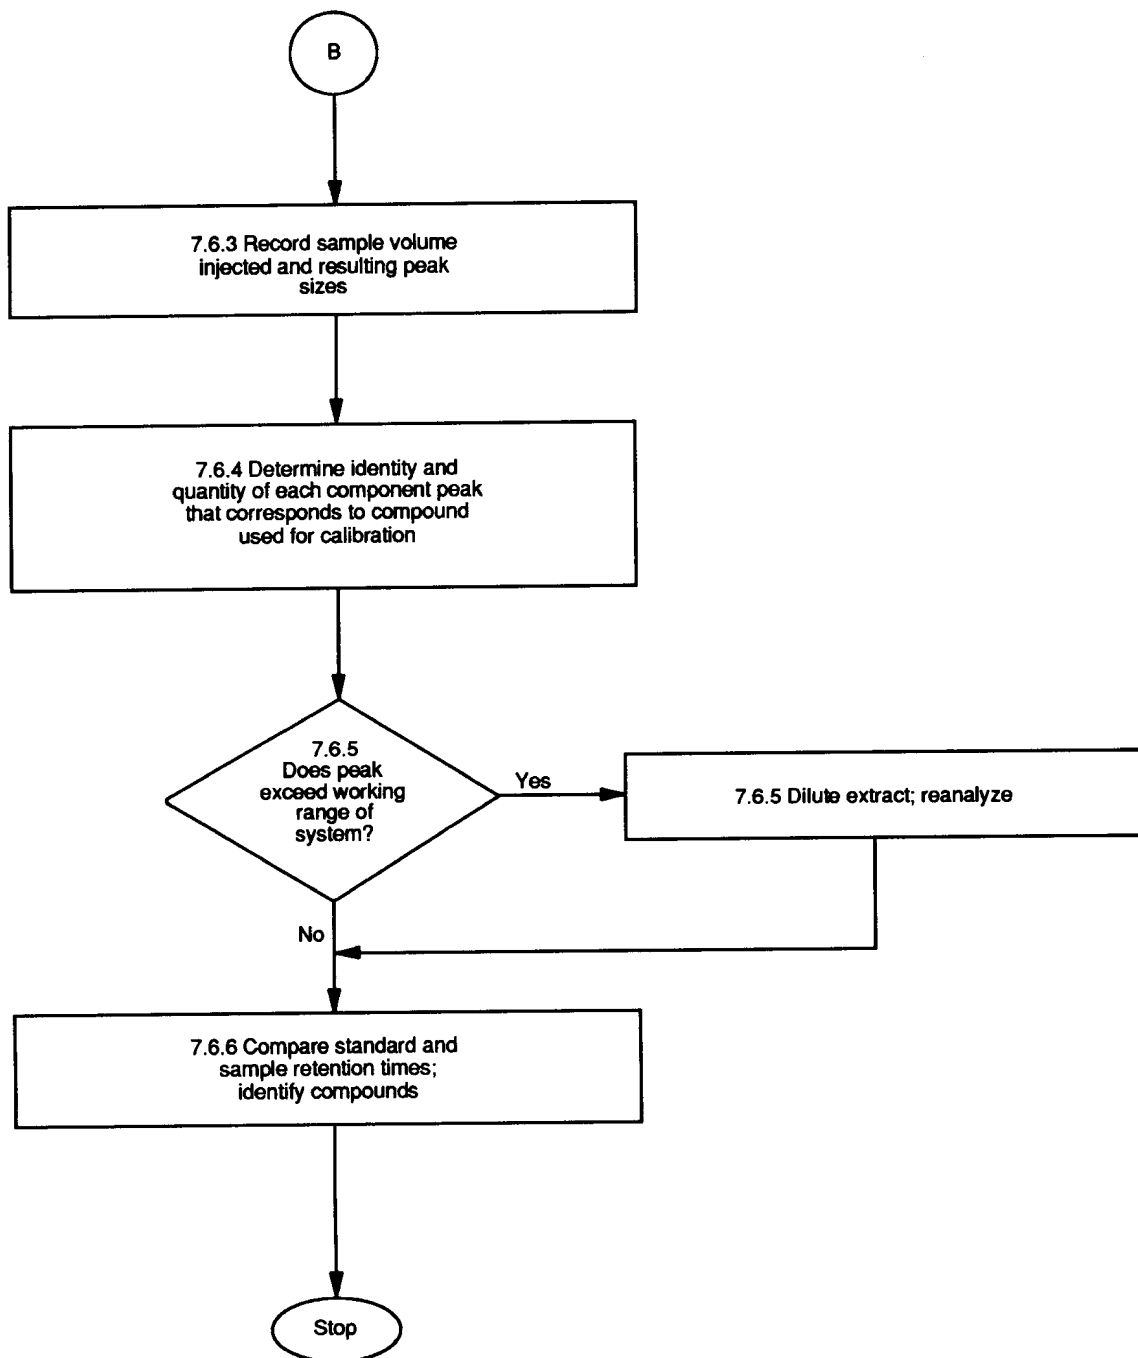 B
7.6.3 Record sample volume
injected and resulting peak
sizes
7.6.4 Determine identity and
quantity of each component peak
that corresponds to compound
used for calibration
7.6.5
Does peak
exceed working
range of
system?
Yes
7.6.5 Dilute extract; reanalyze
No
7.6.6 Compare standard and
sample retention times;
identify compounds
Stop